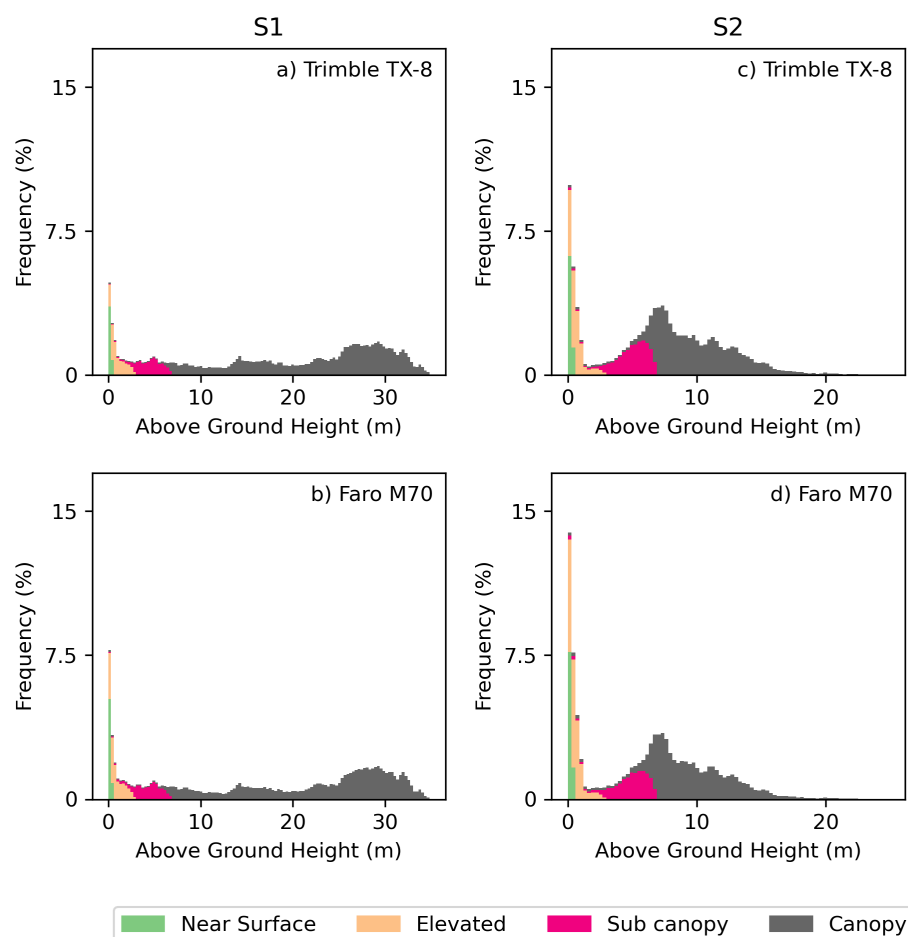 S1
S2
a) Trimble TX-8
15
7.5
0
Frequency (%)
0 10 20 30
Above Ground Height (m)
c) Trimble TX-8
15
7.5
0
Frequency (%)
0 10 20
Above Ground Height (m)
b) Faro M70
15
7.5
0
Frequency (%)
0 10 20 30
Above Ground Height (m)
d) Faro M70
15
7.5
0
Frequency (%)
0 10 20
Above Ground Height (m)
Near Surface Elevated Sub canopy Canopy